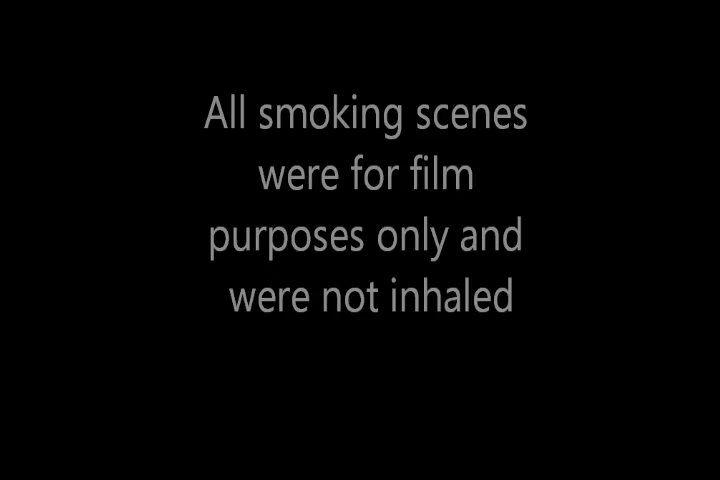 All smoking scenes
were for film
purposes only and
were not inhaled